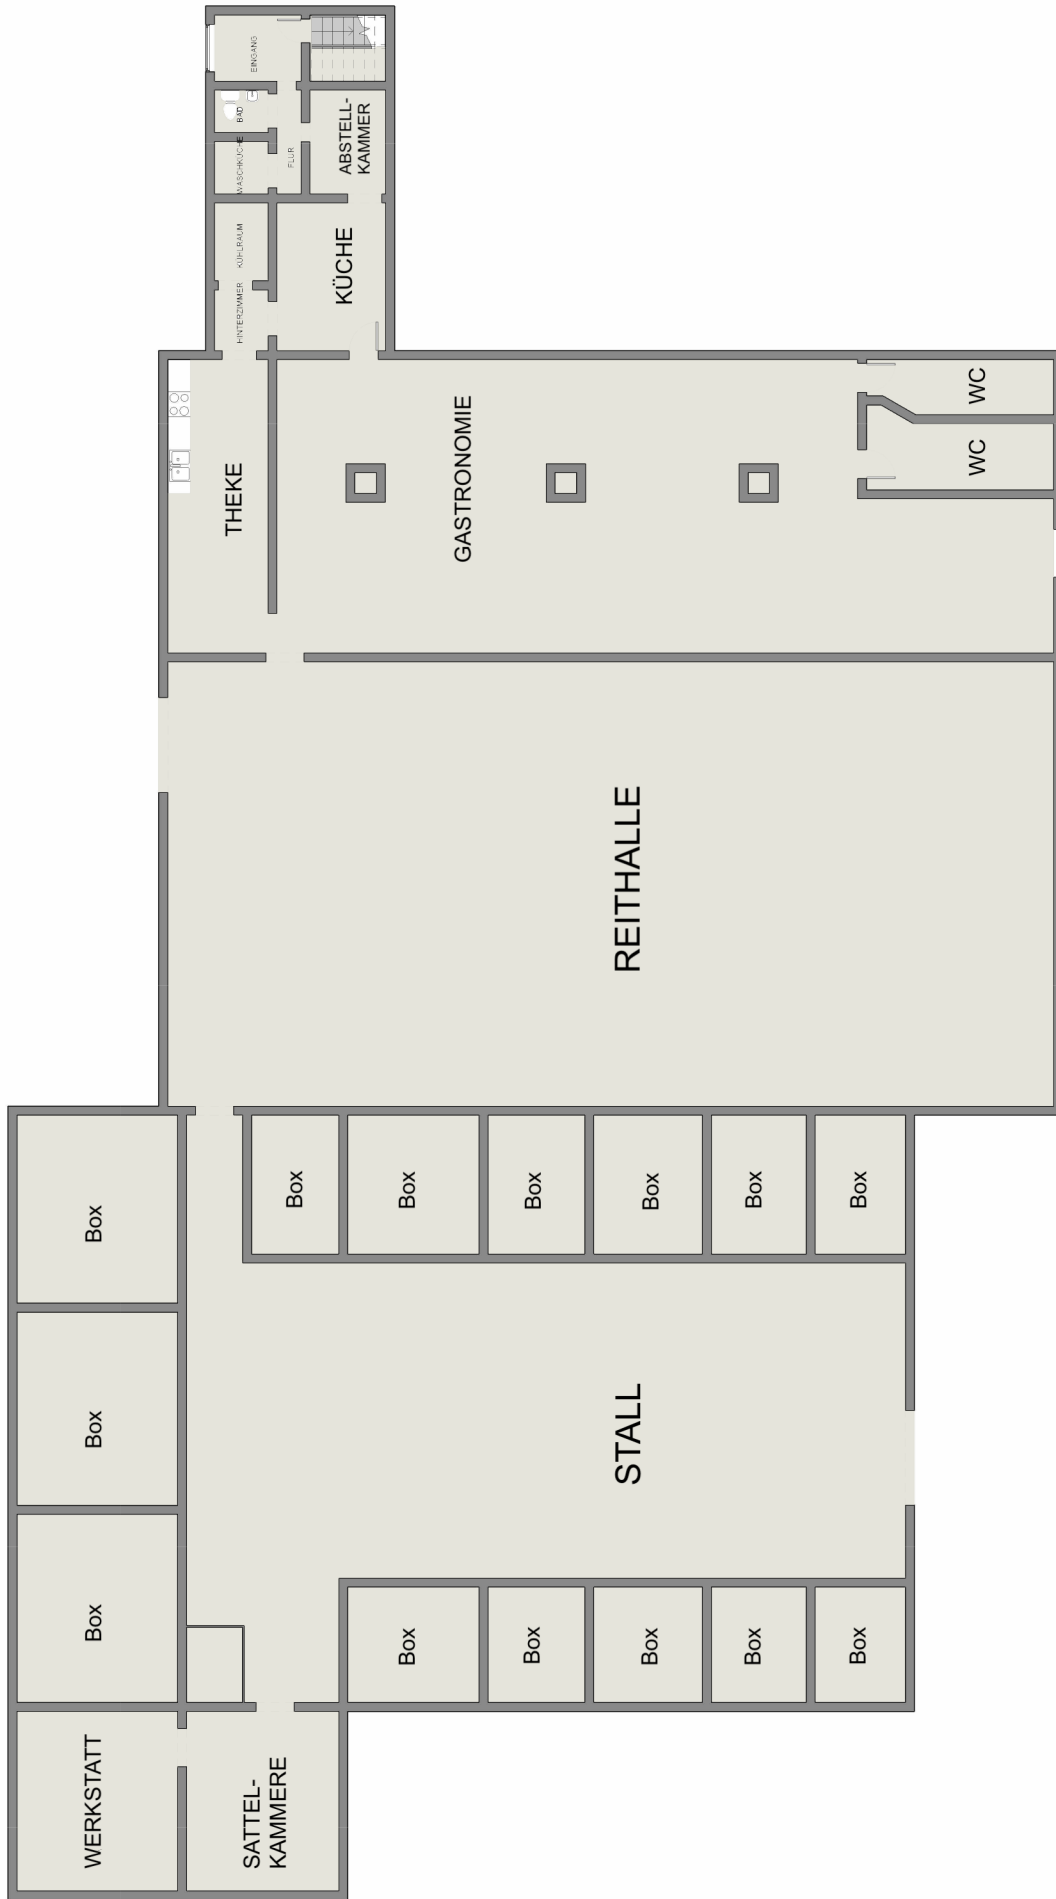 EINGANG
BAD
WASCHKÜCHE
FLUR
ABSTELL-
KAMMER
KÜHLRAUM
HINTERZIMMER
KÜCHE
THEKE
GASTRONOMIE
WC
WC
REITHALLE
Box
Box
Box
Box
Box
Box
Box
Box
Box
STALL
Box
Box
Box
Box
Box
WERKSTATT
SATTEL-
KAMMERE